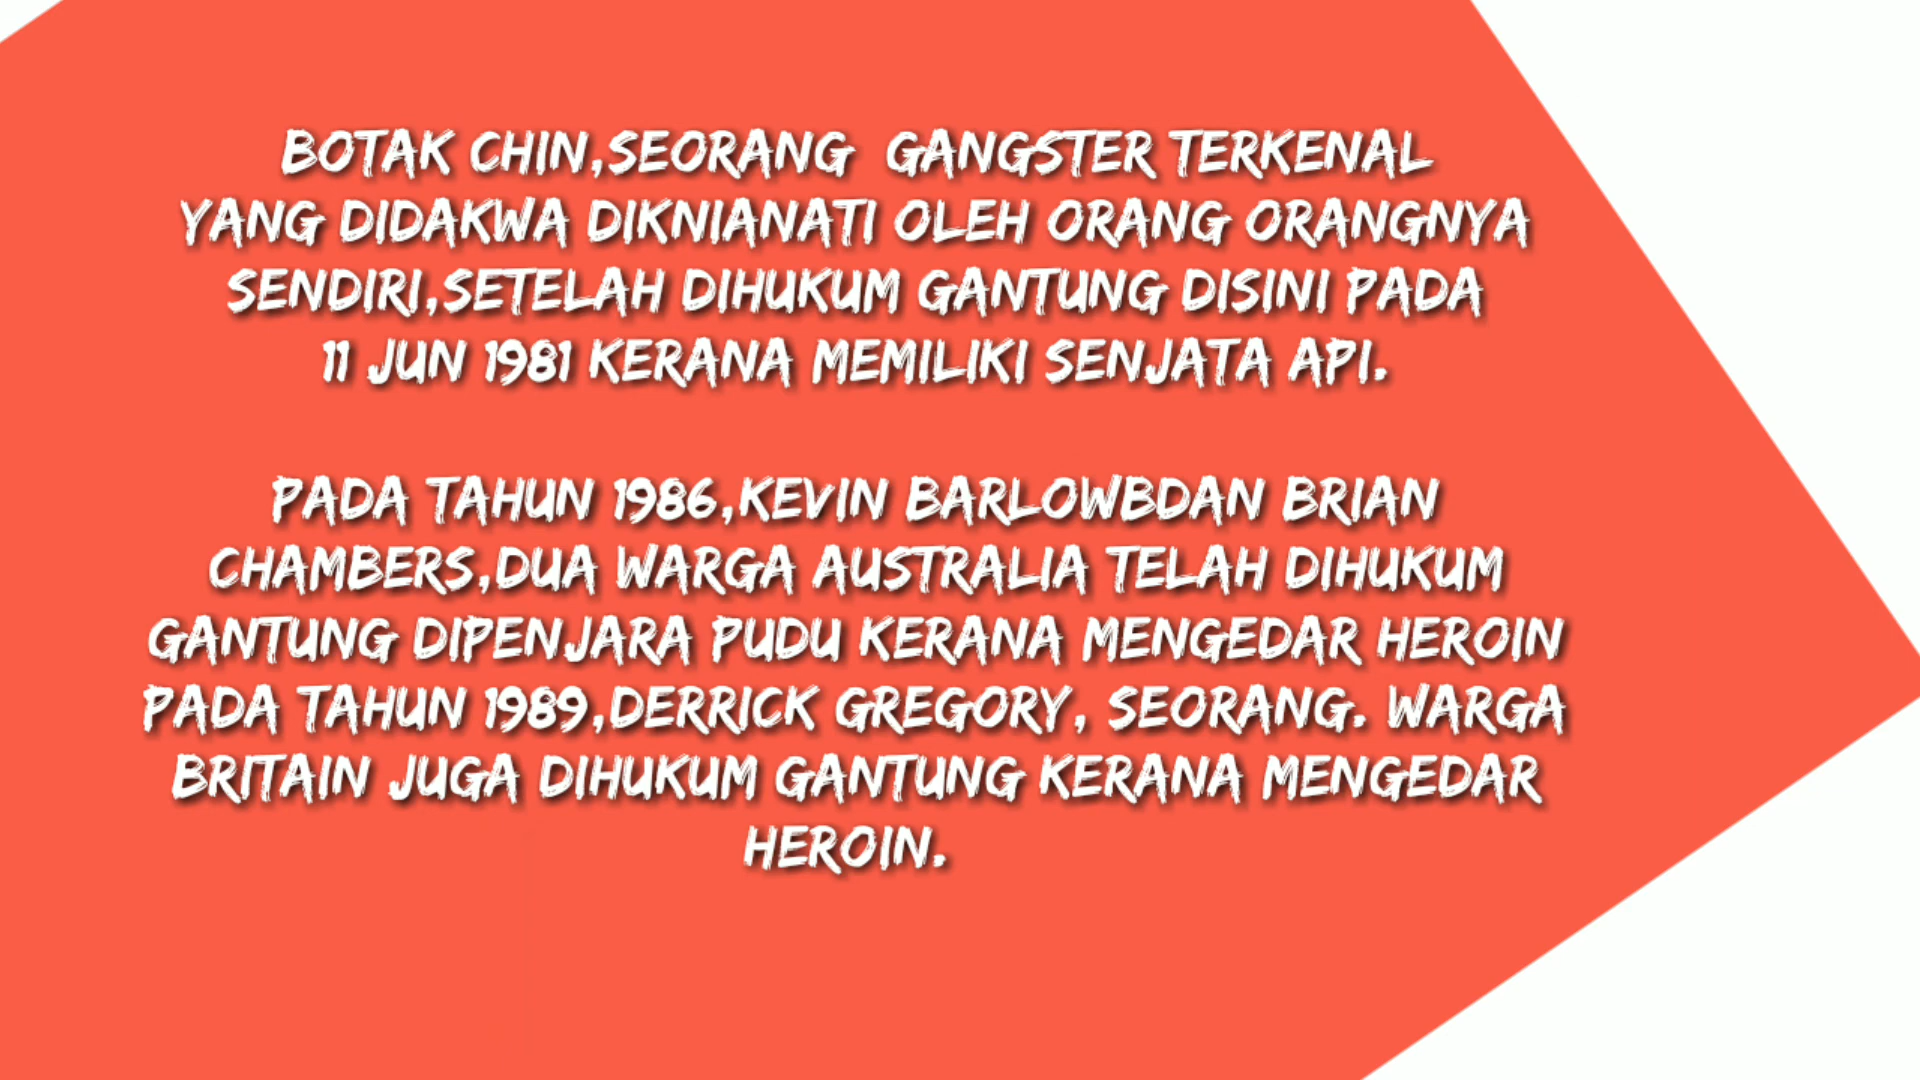 BOTAK CHIN,SEORANG GANGSTER TERKENAL
YANG DIDAKWA DIKNIANATI OLEH ORANG ORANGNYA
SENDIRI,SETELAH DIHUKUM GANTUNG DISINI PADA
11 JUN 1981 KERANA MEMILIKI SENJATA API.
PADA TAHUN 1986,KEVIN BARLOWBDAN BRIAN
CHAMBERS,DUA WARGA AUSTRALIA TELAH DIHUKUM
GANTUNG DIPENJARA PUDU KERANA MENGEDAR HEROIN
PADA TAHUN 1989,DERRICK GREGORY, SEORANG. WARGA
BRITAIN JUGA DIHUKUM GANTUNG KERANA MENGEDAR
HEROIN.